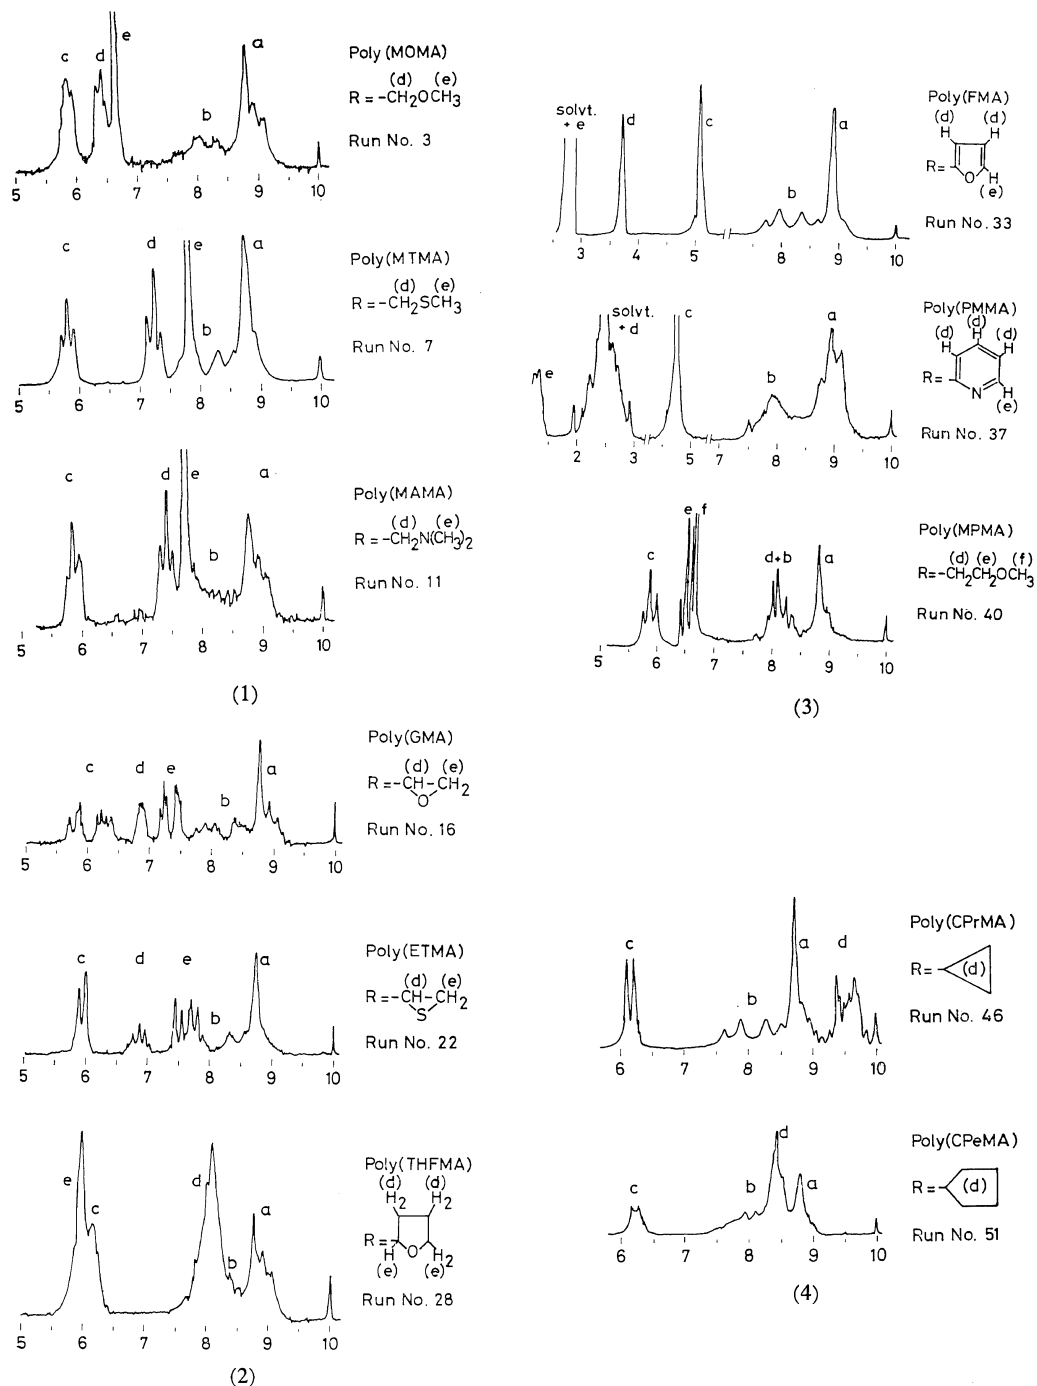 c
d
e
a
b
Poly(MOMA)
(d) (e)
R=-CH2OCH3
Run No. 3
5 6 7 8 9 10
c
d
e
a
b
Poly(MTMA)
(d) (e)
R=-CH2SCH3
Run No. 7
5 6 7 8 9 10
c
d
e
a
b
Poly(MAMA)
(d) (e)
R=-CH2N(CH3)2
Run No. 11
5 6 7 8 9 10
(1)
c
d
e
a
b
Poly(GMA)
(d) (e)
R=-CH-CH2
O
Run No. 16
5 6 7 8 9 10
c
d
e
a
b
Poly(ETMA)
(d) (e)
R=-CH-CH2
S
Run No. 22
5 6 7 8 9 10
e
c
d
b
a
Poly(THFMA)
(d) (d)
H2 H2
R=
H O H2
(e) (e)
Run No. 28
5 6 7 8 9 10
(2)
solvt.
+ e
d
c
a
b
Poly(FMA)
(d) (d)
H H
R=
O H
(e)
Run No. 33
3 4 5 8 9 10
solvt.
+ d
e
c
a
b
Poly(PMMA)
(d) H (d)
(d)
H H
R=
N H
(e)
Run No. 37
2 3 5 7 8 9 10
e f
c
d+b
a
Poly(MPMA)
(d) (e) (f)
R=-CH2CH2OCH3
Run No. 40
5 6 7 8 9 10
(3)
c
b
a
d
Poly(CPrMA)
R= (d)
Run No. 46
6 7 8 9 10
c
b
d
a
Poly(CPeMA)
R= (d)
Run No. 51
6 7 8 9 10
(4)